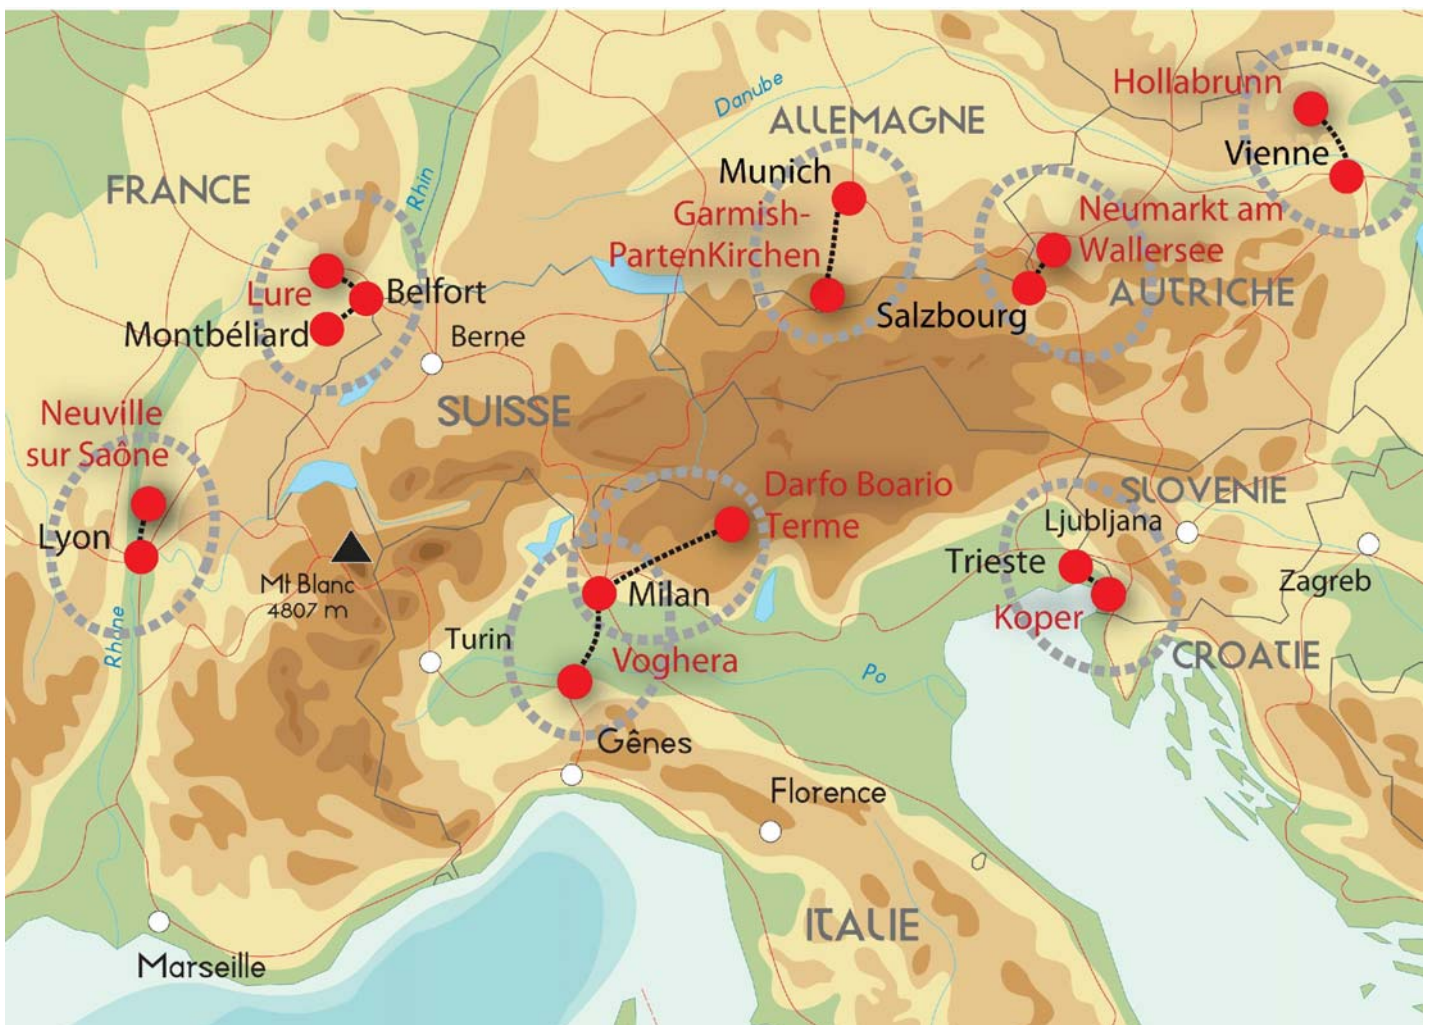 Hollabrunn
Danube
ALLEMAGNE
Vienne
Munich
FRANCE
Rhin
Garmish-
PartenKirchen
Neumarkt am
Wallersee
Lure
Belfort
AUTRICHE
Salzbourg
Montbéliard
Berne
SUISSE
Neuville
sur Saône
Darfo Boario
Terme
SLOVENIE
Ljubljana
Lyon
Trieste
Mt Blanc
4807 m
Zagreb
Milan
Koper
Rhône
Turin
Voghera
CROATIE
Po
Gênes
Florence
ITALIE
Marseille